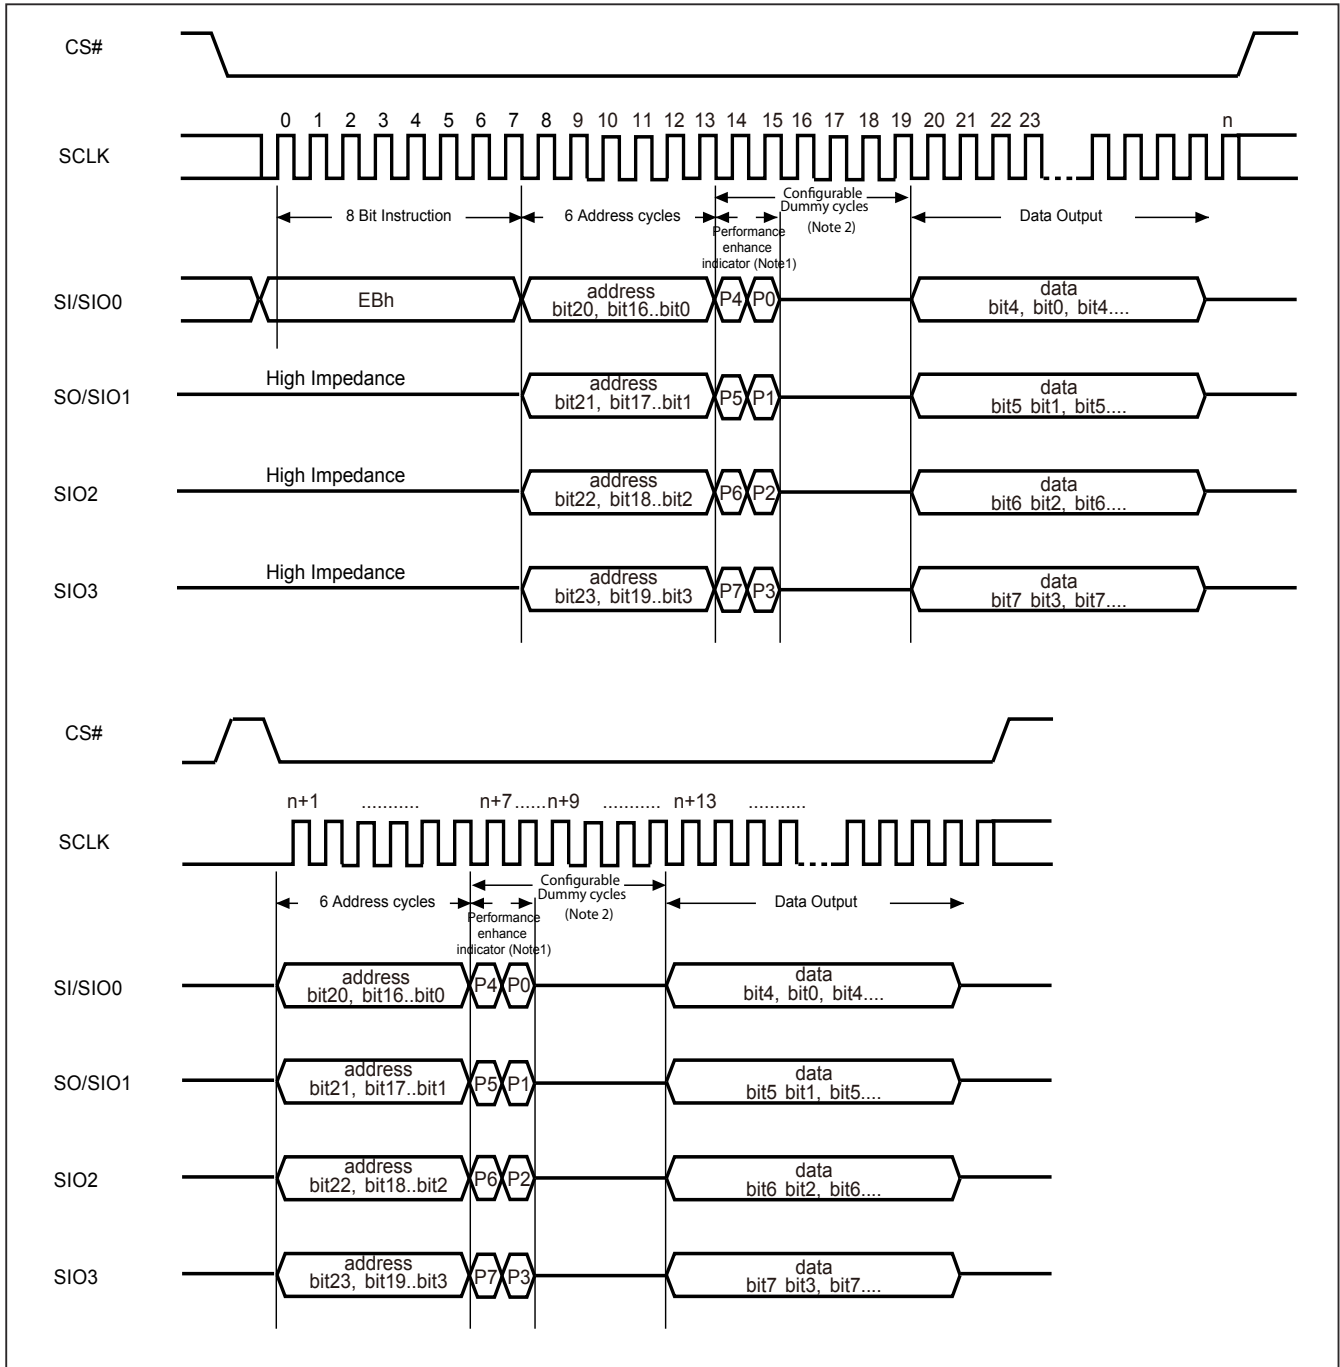 CS#
0 1 2 3 4 5 6 7 8 9 10 11 12 13 14 15 16 17 18 19 20 21 22 23 n
SCLK
Configurable
Dummy cycles
(Note 2)
8 Bit Instruction
6 Address cycles
Data Output
Performance
enhance
indicator (Note1)
SI/SIO0
EBh
address
bit20, bit16..bit0
P4 P0
data
bit4, bit0, bit4....
High Impedance
SO/SIO1
address
bit21, bit17..bit1
P5 P1
data
bit5 bit1, bit5....
High Impedance
SIO2
address
bit22, bit18..bit2
P6 P2
data
bit6 bit2, bit6....
High Impedance
SIO3
address
bit23, bit19..bit3
P7 P3
data
bit7 bit3, bit7....
CS#
n+1 ........... n+7......n+9 ........... n+13 ...........
SCLK
Configurable
Dummy cycles
(Note 2)
6 Address cycles
Data Output
Performance
enhance
indicator (Note1)
SI/SIO0
address
bit20, bit16..bit0
P4 P0
data
bit4, bit0, bit4....
SO/SIO1
address
bit21, bit17..bit1
P5 P1
data
bit5 bit1, bit5....
SIO2
address
bit22, bit18..bit2
P6 P2
data
bit6 bit2, bit6....
SIO3
address
bit23, bit19..bit3
P7 P3
data
bit7 bit3, bit7....